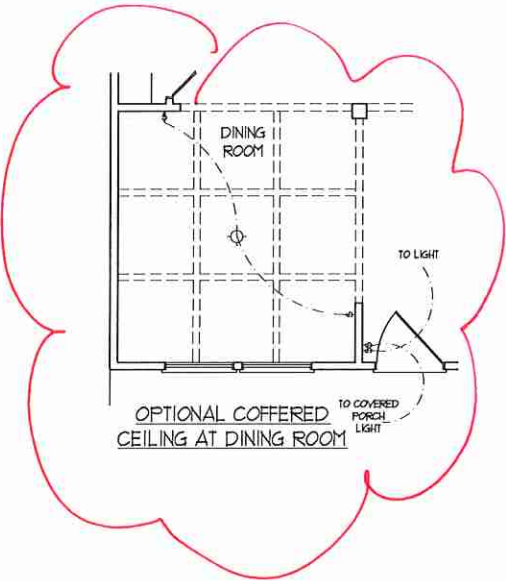 DINING
ROOM
TO LIGHT
TO COVERED
PORCH
LIGHT
OPTIONAL COFFERED
CEILING AT DINING ROOM